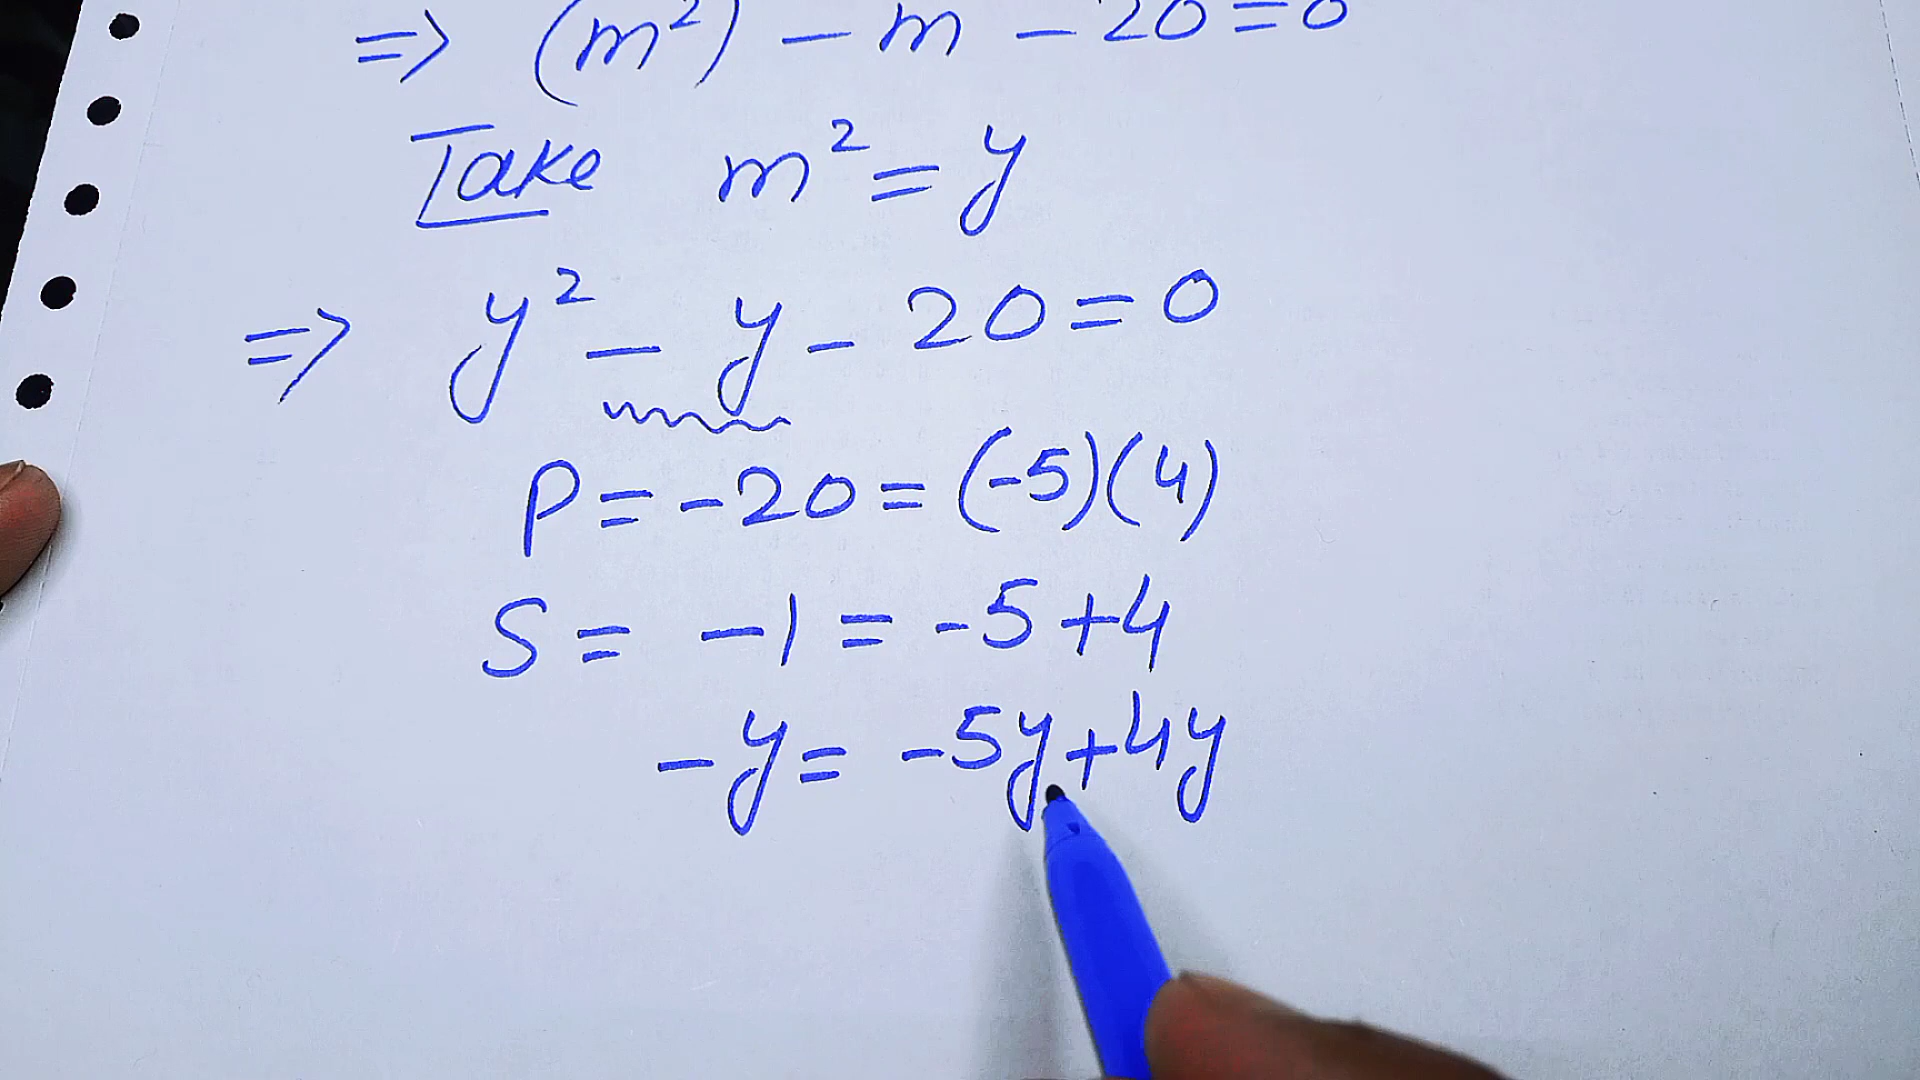 => (m²) - m - 20 = 0
Take m² = y
=> y² - y - 20 = 0
P = -20 = (-5)(4)
S = -1 = -5+4
-y = -5y+4y